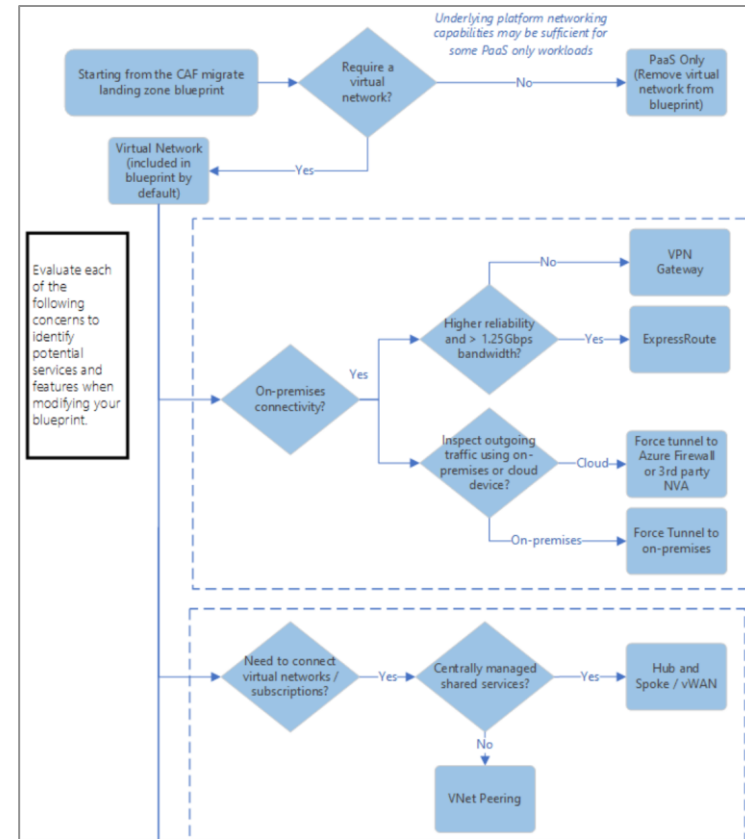 Underlying platform networking
capabilities may be sufficient for
some PaaS only workloads
Starting from the CAF migrate
landing zone blueprint
Require a
virtual
network?
No
PaaS Only
(Remove virtual
network from
blueprint)
Virtual Network
(included in
blueprint by
default)
Yes
Evaluate each
of the
following
concerns to
identify
potential
services and
features when
modifying your
blueprint.
No
VPN
Gateway
Higher reliability
and > 1.25Gbps
bandwidth?
Yes
ExpressRoute
Yes
On-premises
connectivity?
Inspect outgoing
traffic using on-
premises or cloud
device?
Cloud
Force tunnel to
Azure Firewall
or 3rd party
NVA
On-premises
Force Tunnel to
on-premises
Need to connect
virtual networks /
subscriptions?
Yes
Centrally managed
shared services?
Yes
Hub and
Spoke / vWAN
No
VNet Peering